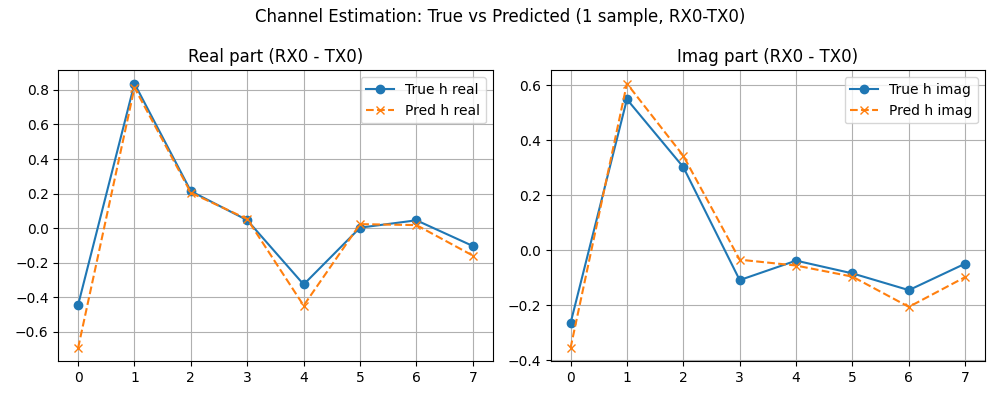 Channel Estimation: True vs Predicted (1 sample, RX0-TX0)
Real part (RX0 - TX0)
True h real
Pred h real
0.8
0.6
0.4
0.2
0.0
−0.2
−0.4
−0.6
0 1 2 3 4 5 6 7
Imag part (RX0 - TX0)
True h imag
Pred h imag
0.6
0.4
0.2
0.0
−0.2
−0.4
0 1 2 3 4 5 6 7